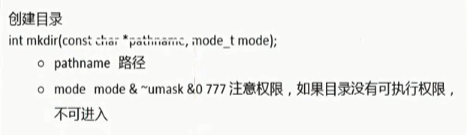 创建目录
int mkdir(const char *pathname, mode_t mode);
○ pathname 路径
○ mode mode & ~umask &0 777 注意权限，如果目录没有可执行权限，
不可进入